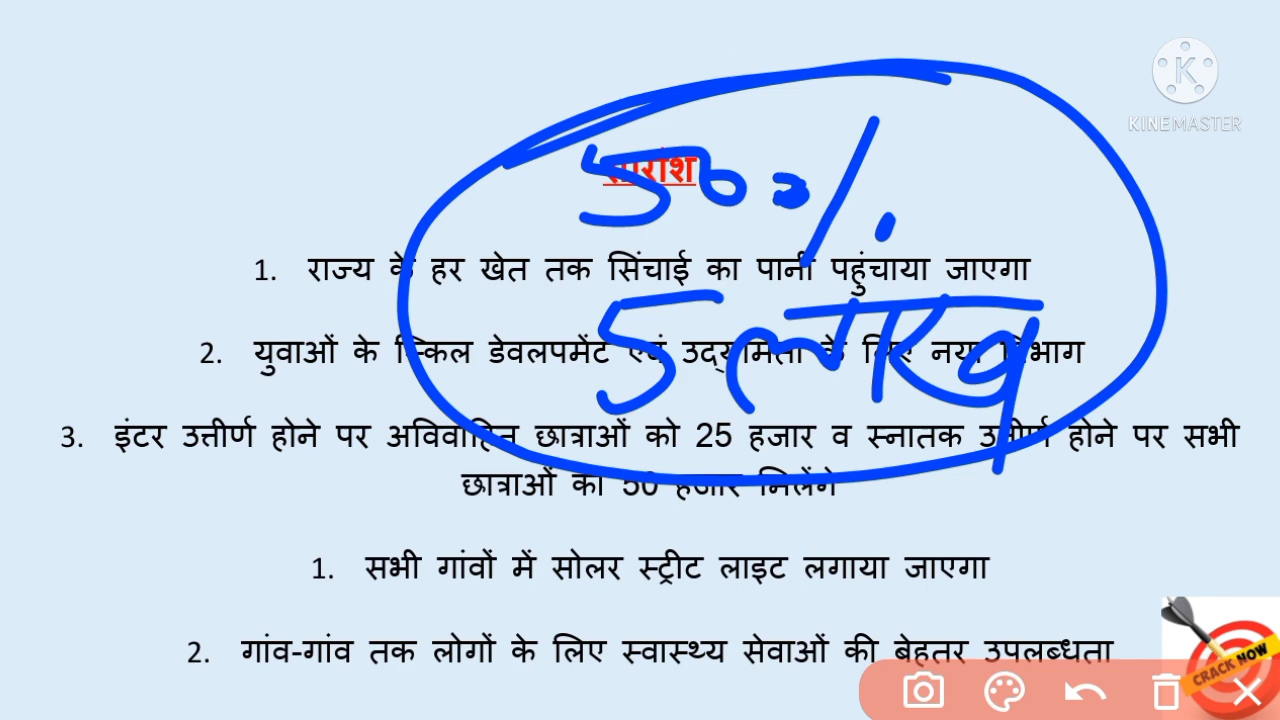 KINEMASTER
सारांश
50%
1. राज्य के हर खेत तक सिंचाई का पानी पहुंचाया जाएगा
5 लाख
2. युवाओं के स्किल डेवलपमेंट एवं उद्यमिता के लिए नया विभाग
3. इंटर उत्तीर्ण होने पर अविवाहित छात्राओं को 25 हजार व स्नातक उत्तीर्ण होने पर सभी
छात्राओं को 50 हजार मिलेंगे
1. सभी गांवों में सोलर स्ट्रीट लाइट लगाया जाएगा
2. गांव-गांव तक लोगों के लिए स्वास्थ्य सेवाओं की बेहतर उपलब्धता
CRACK NOW